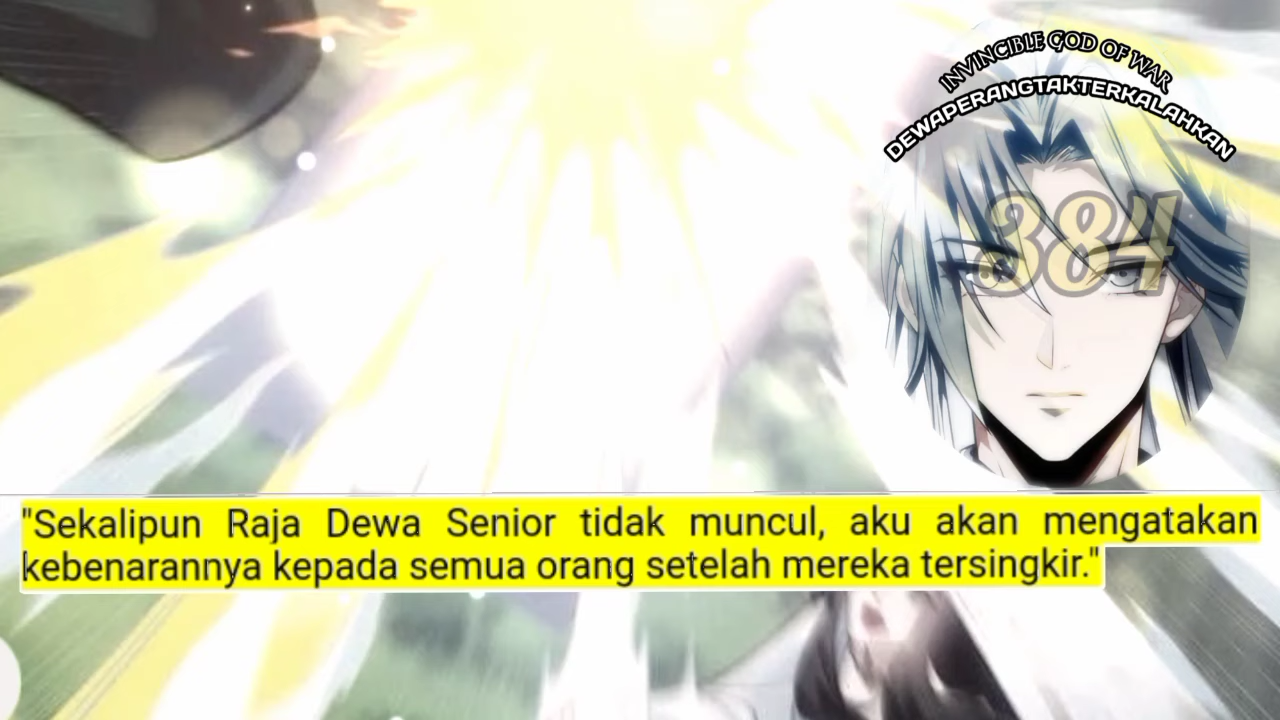 INVINCIBLE GOD OF WAR
DEWAPERANGTAKTERKALAHKAN
384
"Sekalipun Raja Dewa Senior tidak muncul, aku akan mengatakan
kebenarannya kepada semua orang setelah mereka tersingkir."